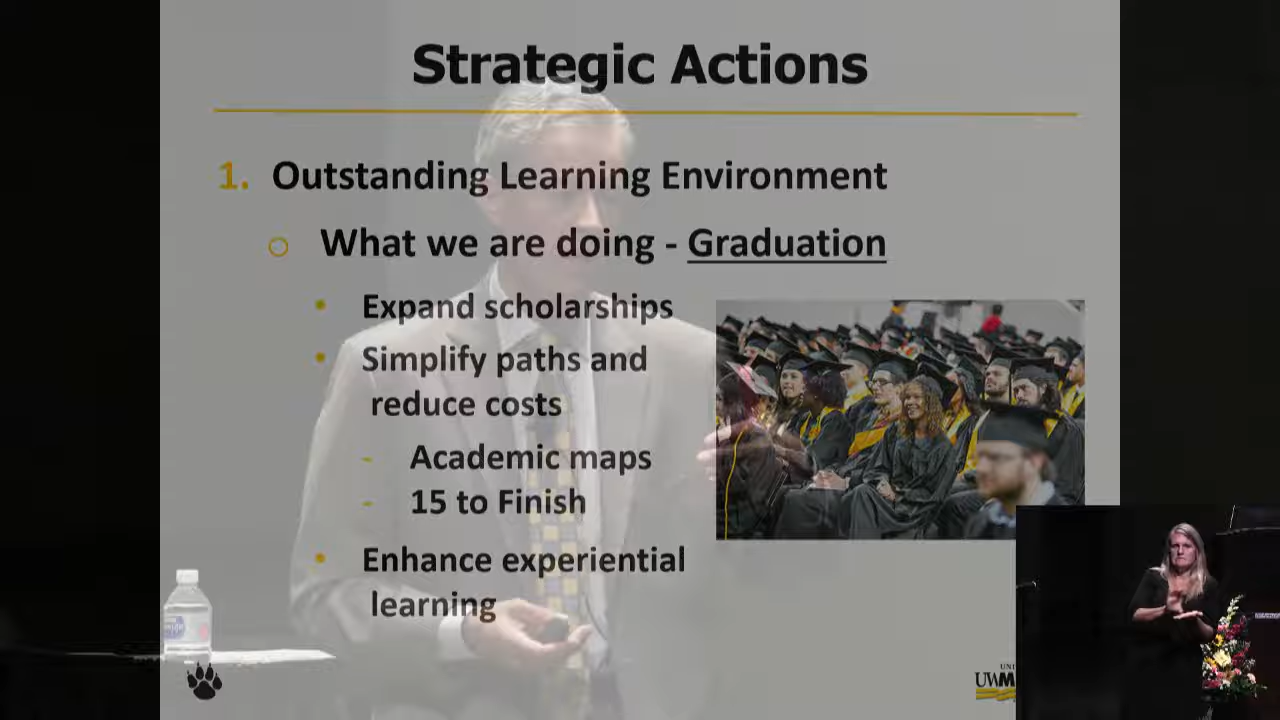 Strategic Actions
1. Outstanding Learning Environment
What we are doing - Graduation
Expand scholarships
Simplify paths and
reduce costs
- Academic maps
- 15 to Finish
Enhance experiential
learning
UWM